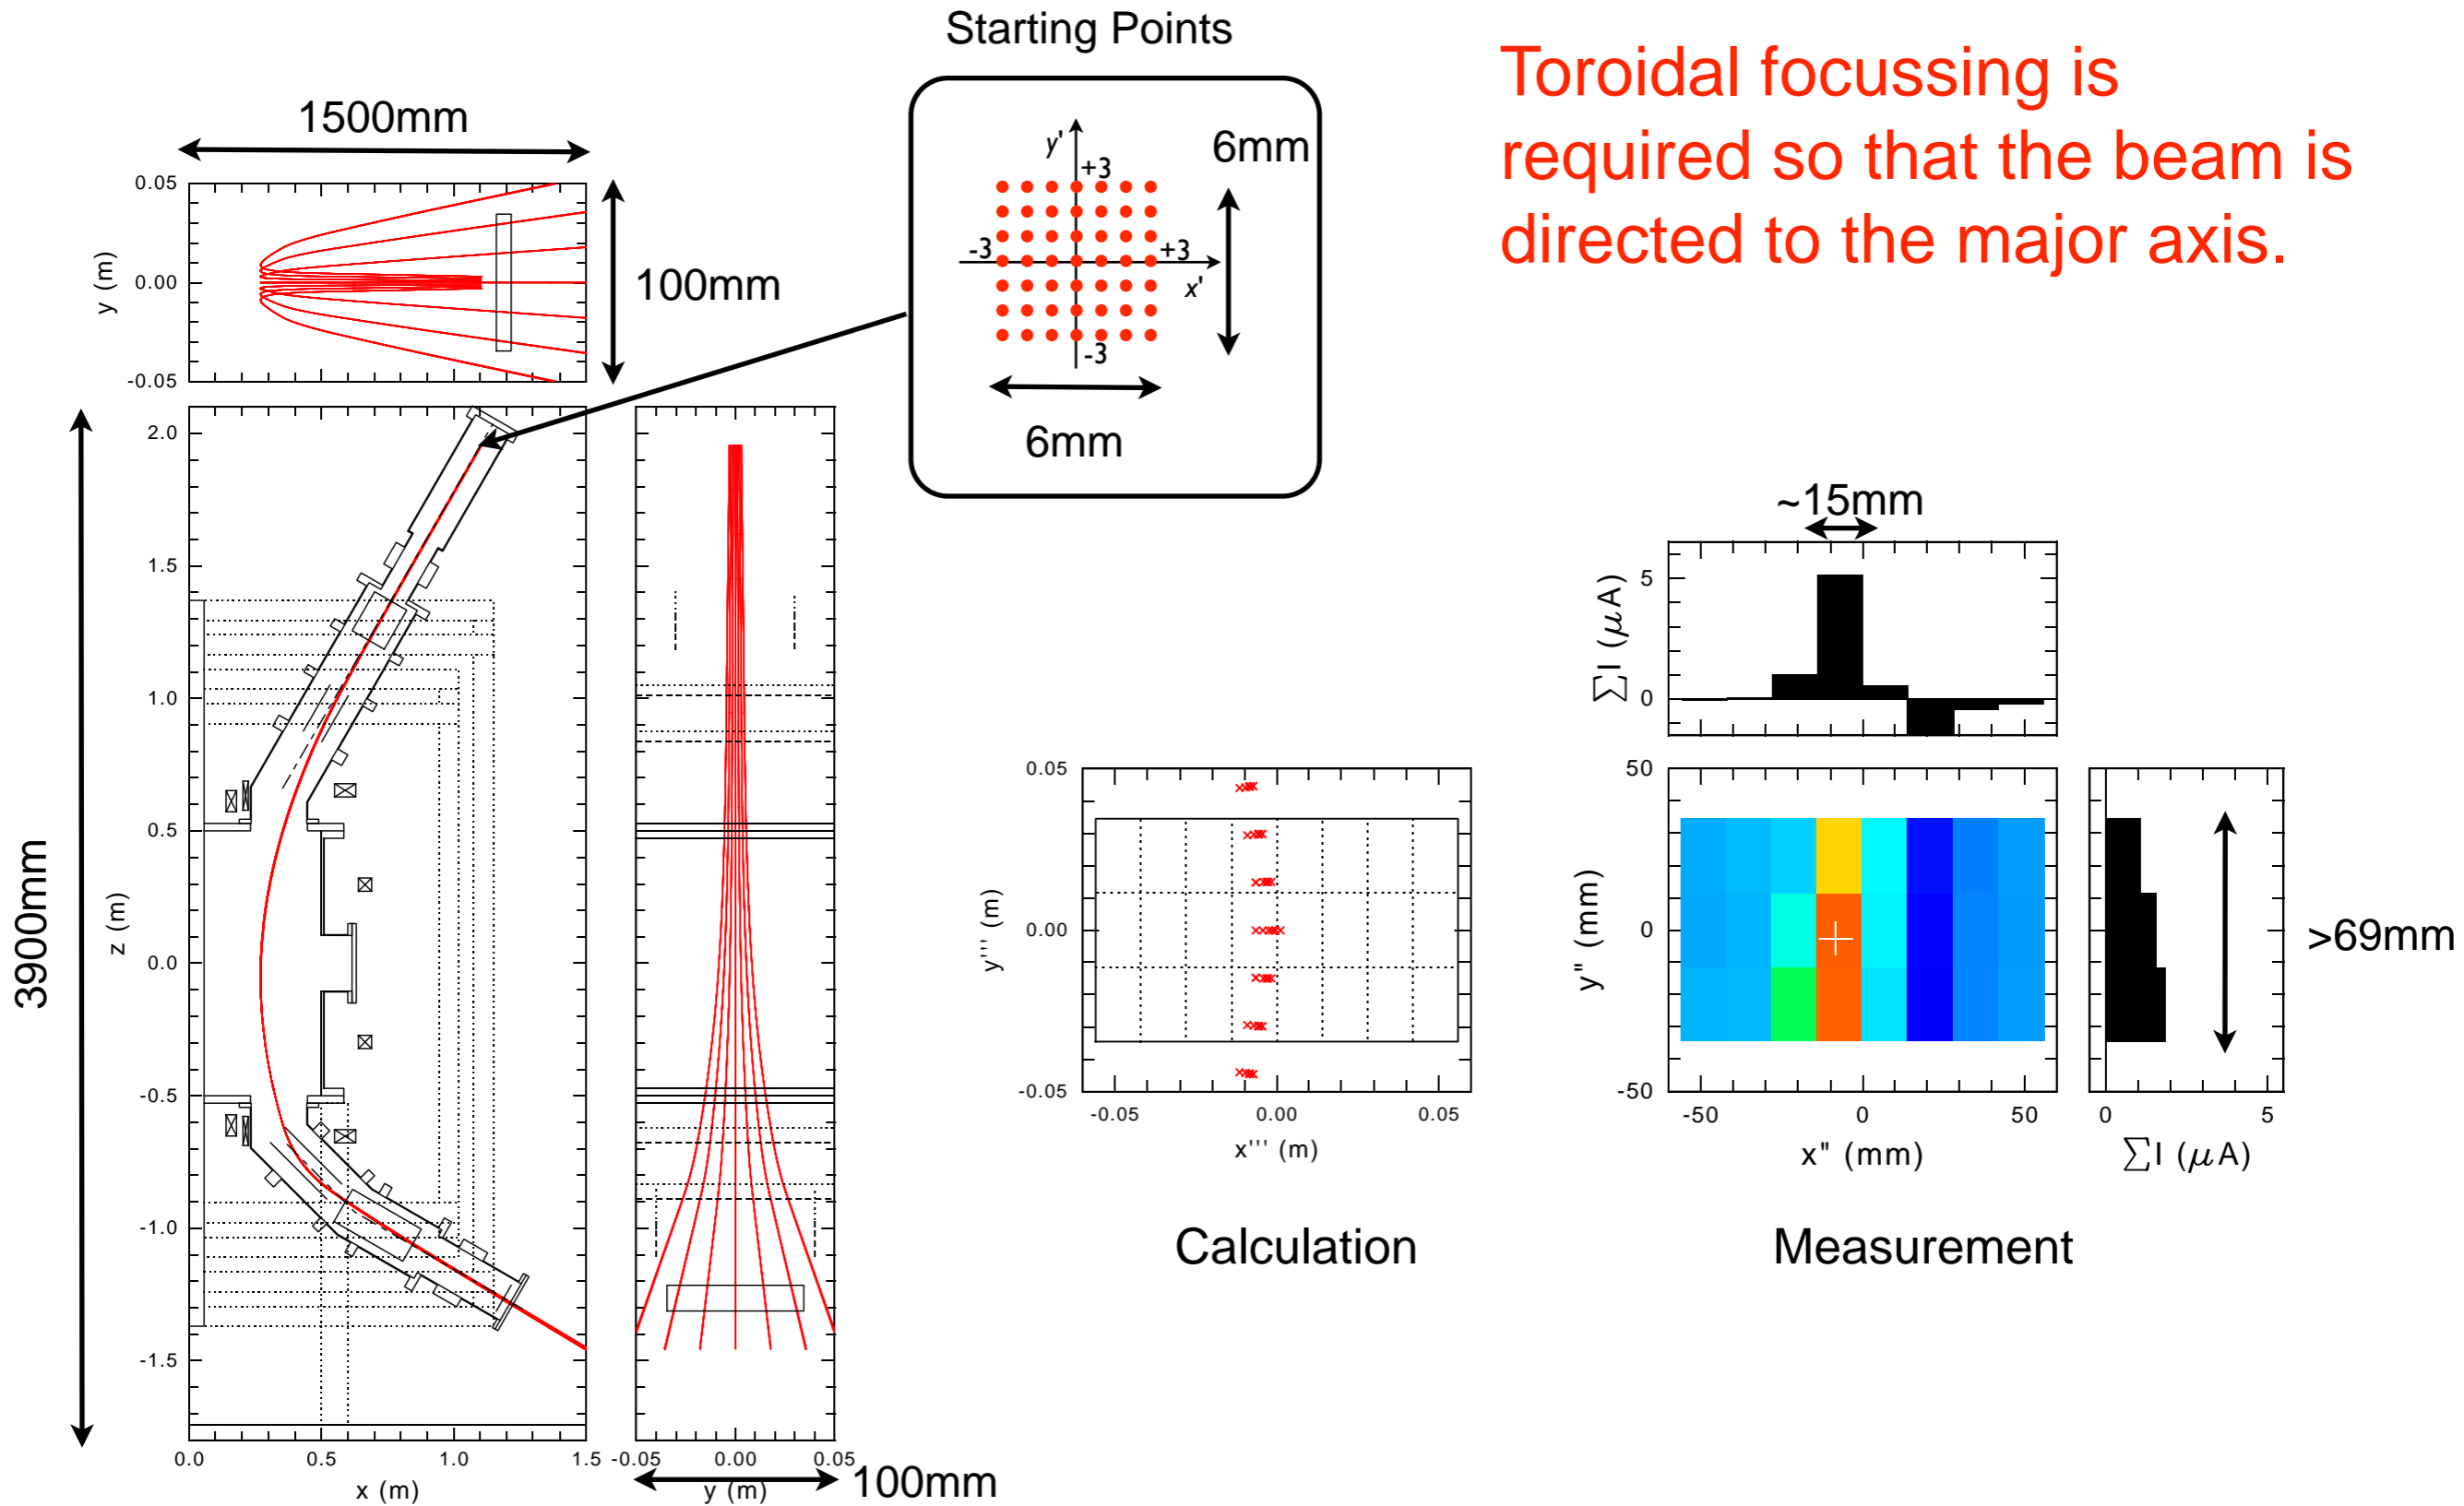 Starting Points
Toroidal focussing is
required so that the beam is
directed to the major axis.
1500mm
0.05
0.00
-0.05
y (m)
100mm
y'
+3
-3
+3
x'
-3
6mm
6mm
3900mm
2.0
1.5
1.0
0.5
0.0
-0.5
-1.0
-1.5
z (m)
0.0
0.5
1.0
1.5
x (m)
-0.05
0.00
0.05
y (m)
100mm
0.05
0.00
-0.05
y''' (m)
-0.05
0.00
0.05
x''' (m)
Calculation
~15mm
5
0
∑I (μA)
50
0
-50
y" (mm)
-50
0
50
x" (mm)
0
5
∑I (μA)
>69mm
Measurement